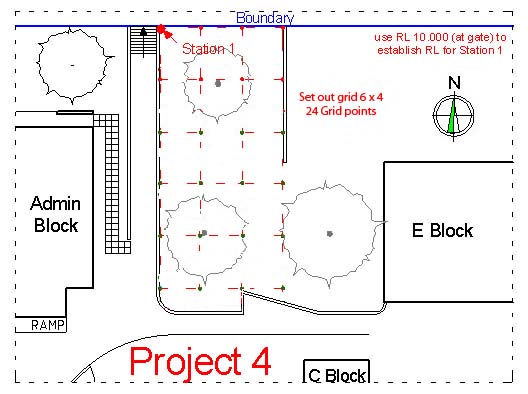 Boundary
Station 1
use RL 10.000 (at gate) to
establish RL for Station 1
Set out grid 6 x 4
24 Grid points
N
Admin
Block
E Block
RAMP
Project 4
C Block